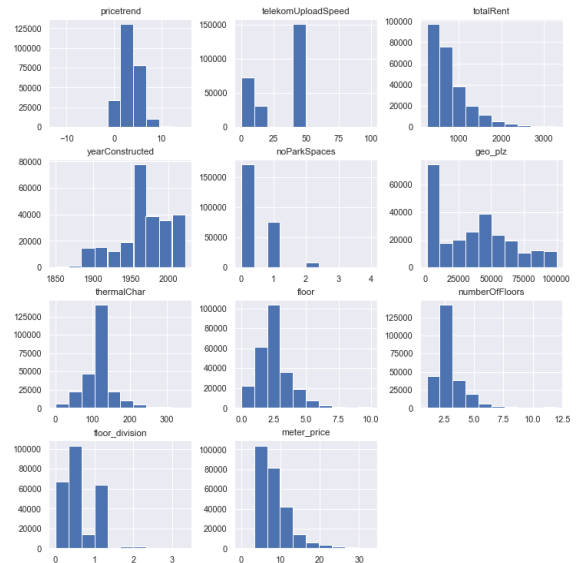 pricetrend telekomUploadSpeed totalRent
125000 150000 100000
100000 80000
75000 100000 60000
50000 50000 40000
25000 20000
0 0 0
-10 0 10 0 25 50 75 100 1000 2000 3000
yearConstructed noParkSpaces geo_plz
80000
60000 150000 60000
40000 100000 40000
20000 50000 20000
0 0 0
1850 1900 1950 2000 0 1 2 3 4 0 25000 50000 75000 100000
thermalChar floor numberOfFloors
125000 100000 125000
100000 80000 100000
75000 60000 75000
50000 40000 50000
25000 20000 25000
0 0 0
0 100 200 300 0.0 2.5 5.0 7.5 10.0 2.5 5.0 7.5 10.0 12.5
floor_division meter_price
100000 100000
80000 80000
60000 60000
40000 40000
20000 20000
0 0
0 1 2 3 0 10 20 30